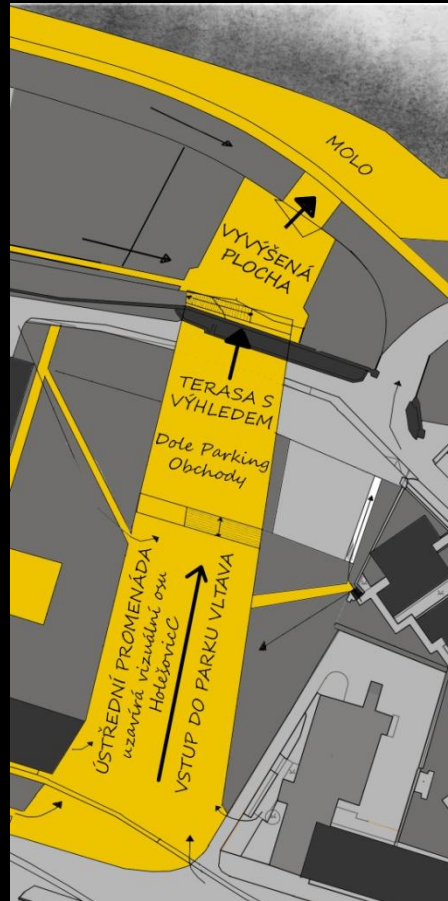 MOLO
VYVÝŠENÁ
PLOCHA
TERASA S
VÝHLEDEM
Dole Parking
Obchody
ÚSTŘEDNÍ PROMENÁDA
uzavírá vizuální osu
HolešovicC
VSTUP DO PARKU VLTAVA